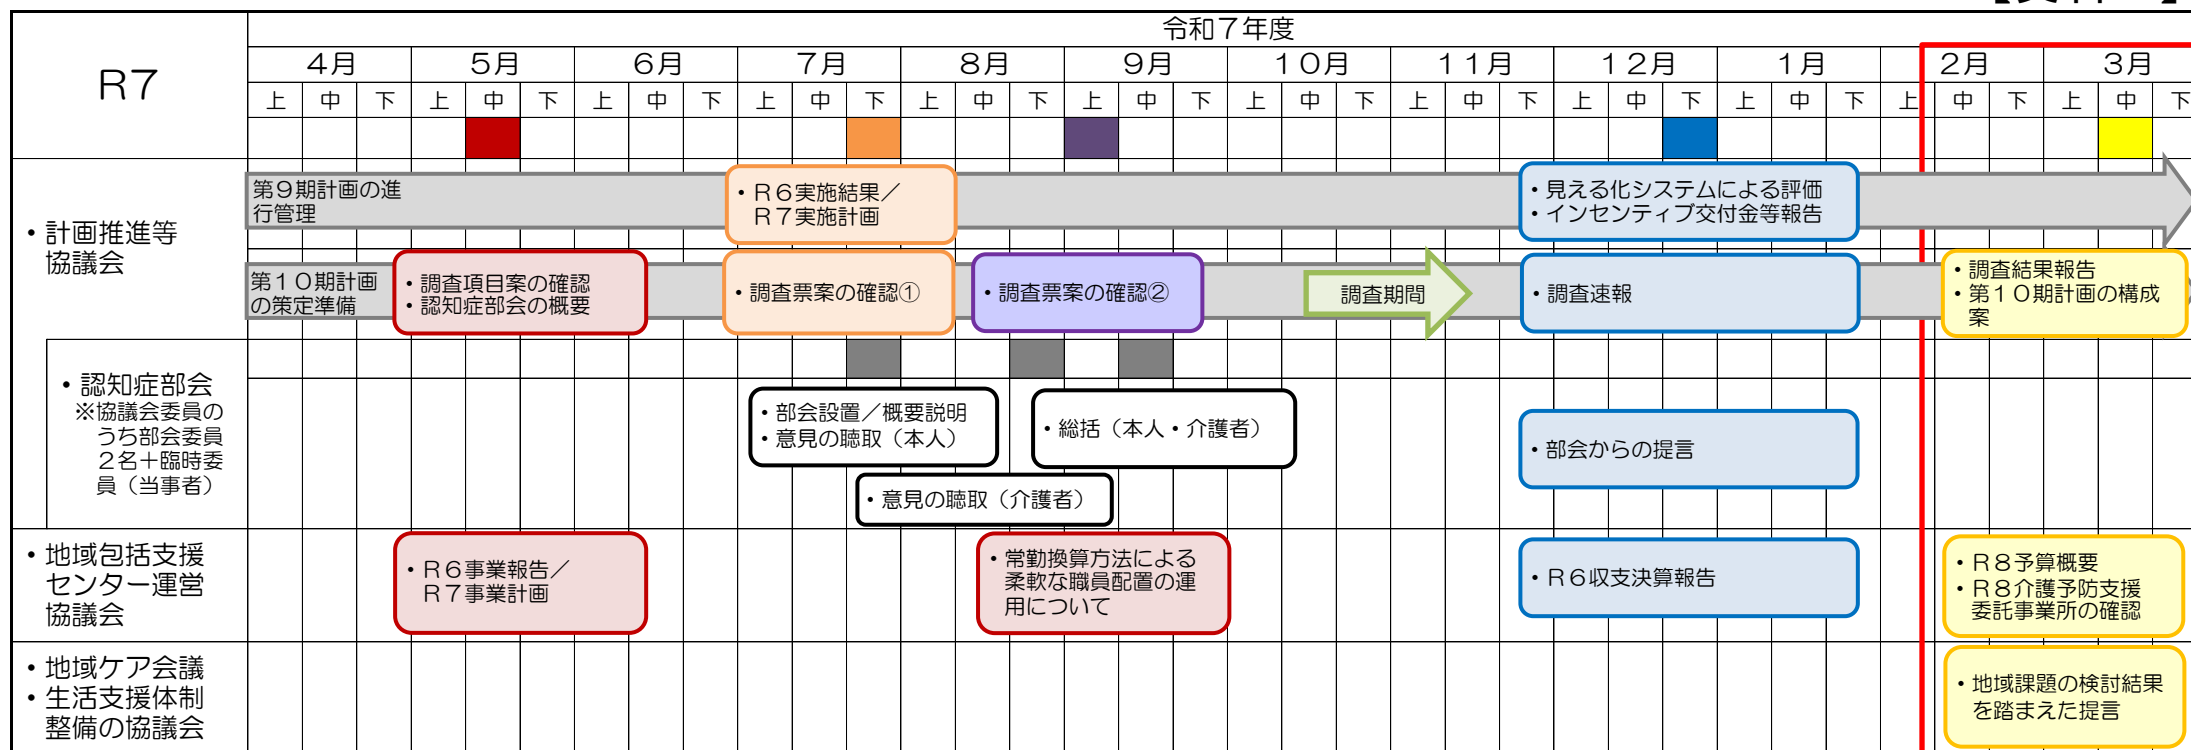 令和７年度
R7
４月 ５月 ６月 ７月 ８月 ９月 １０月 １１月 １２月 １月 ２月 ３月
上 中 下 上 中 下 上 中 下 上 中 下 上 中 下 上 中 下 上 中 下 上 中 下 上 中 下 上 中 下 上 中 下 上 中 下
・計画推進等
協議会
第９期計画の進
行管理
・Ｒ６実施結果／
Ｒ７実施計画
・見える化システムによる評価
・インセンティブ交付金等報告
第１０期計画
の策定準備
・調査項目案の確認
・認知症部会の概要
・調査票案の確認①
・調査票案の確認②
調査期間
・調査速報
・調査結果報告
・第１０期計画の構成
案
・認知症部会
※協議会委員の
うち部会委員
２名＋臨時委
員（当事者）
・部会設置／概要説明
・意見の聴取（本人）
・意見の聴取（介護者）
・総括（本人・介護者）
・部会からの提言
・地域包括支援
センター運営
協議会
・Ｒ６事業報告／
Ｒ７事業計画
・常勤換算方法による
柔軟な職員配置の運
用について
・Ｒ６収支決算報告
・Ｒ８予算概要
・Ｒ８介護予防支援
委託事業所の確認
・地域ケア会議
・生活支援体制
整備の協議会
・地域課題の検討結果
を踏まえた提言